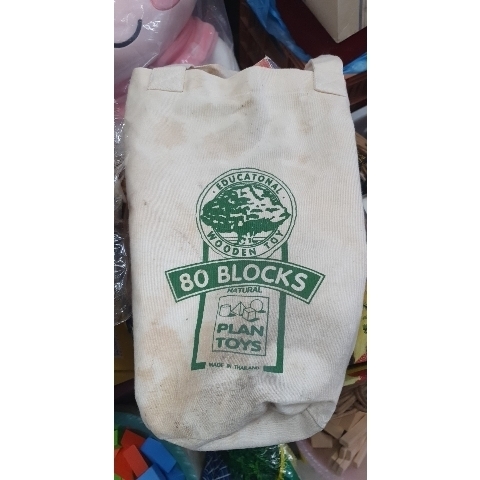 EDUCATONAL
WOODEN TOY
80 BLOCKS
NATURAL
PLAN
TOYS
MADE IN THAILAND